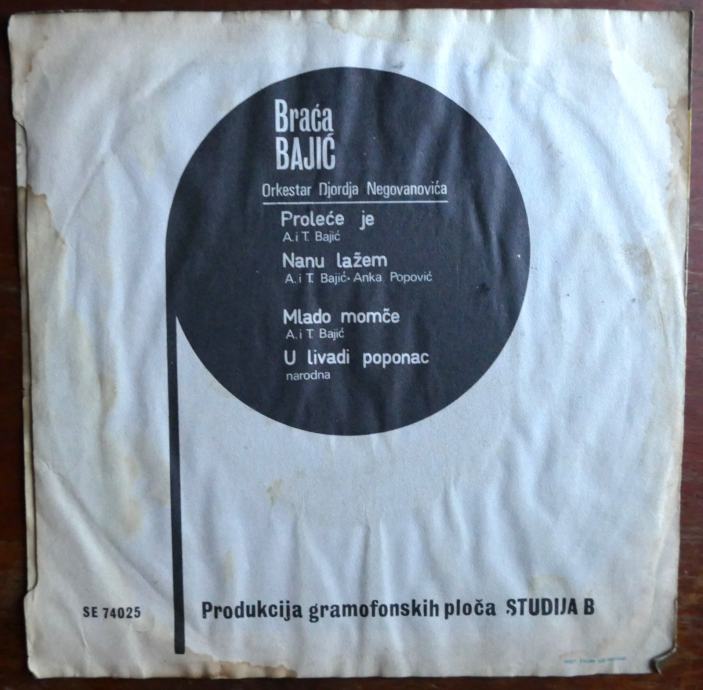 Braća
BAJIĆ
Orkestar Djordja Negovanovića
Proleće je
A. i T. Bajić
Nanu lažem
A. i T. Bajić - Anka Popović
Mlado momče
A. i T. Bajić
U livadi poponac
narodna
SE 74025
Produkcija gramofonskih ploča STUDIJA B